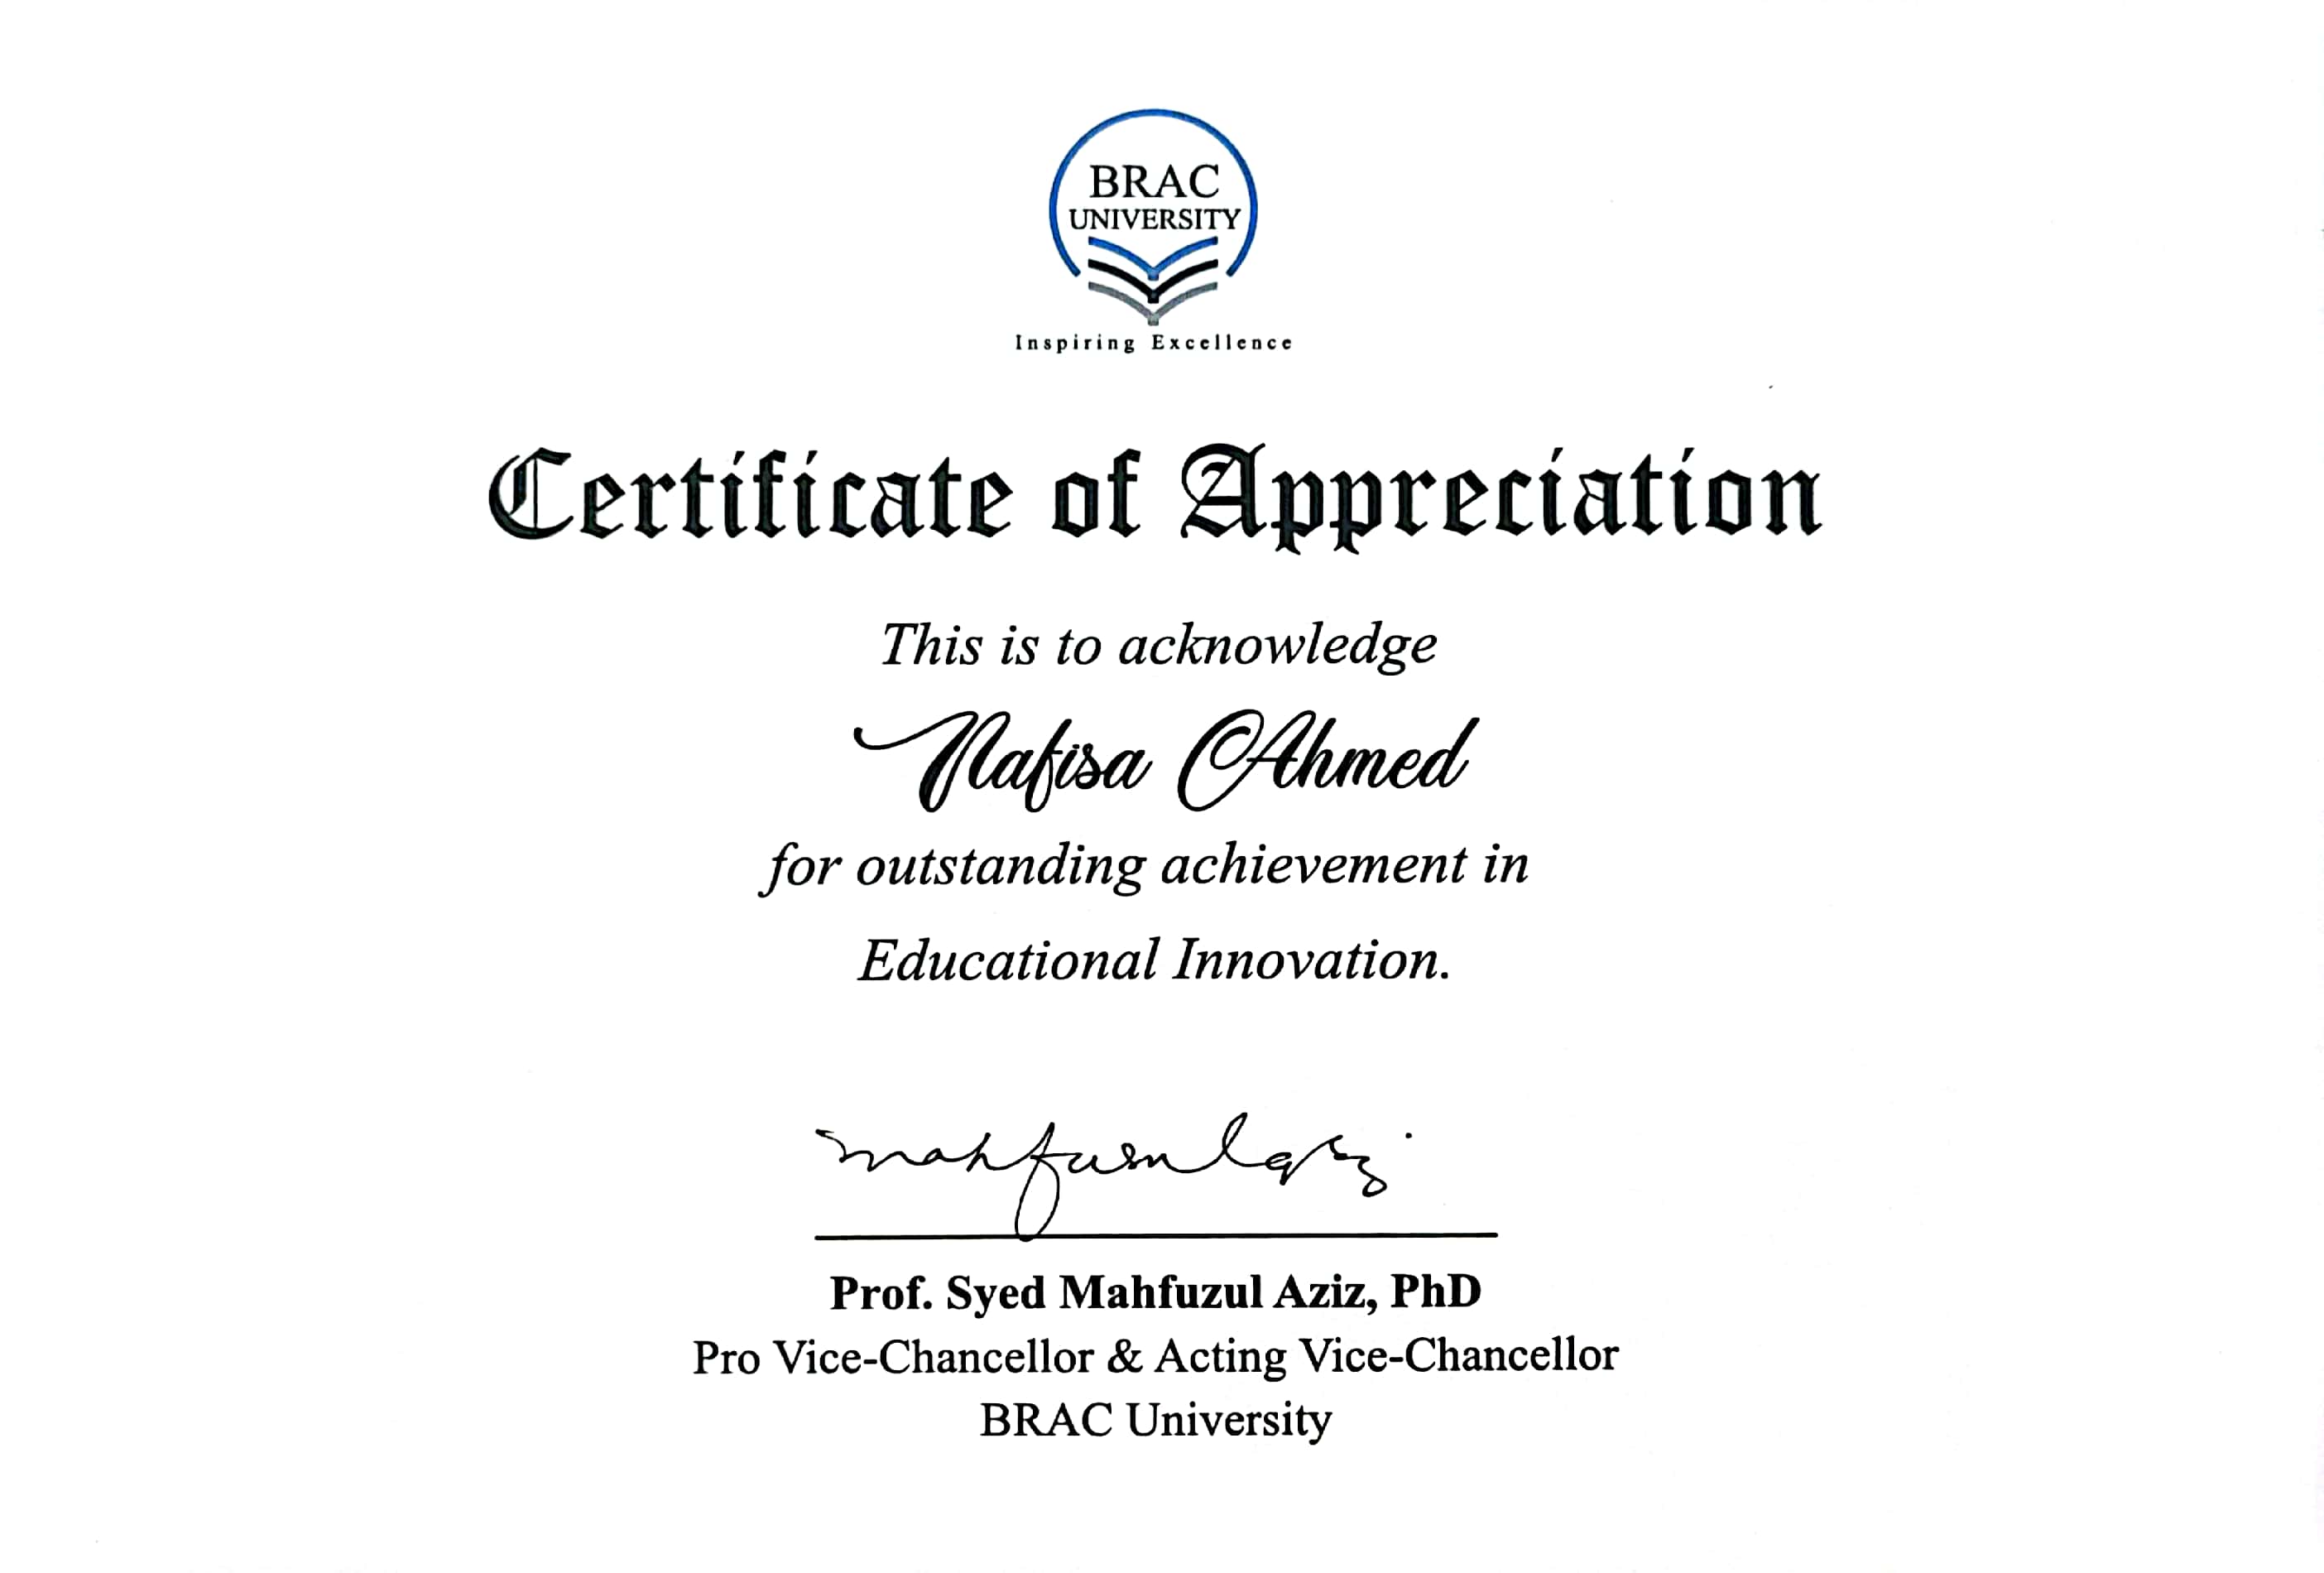 BRAC
UNIVERSITY
Inspiring Excellence
Certificate of Appreciation
This is to acknowledge
Nafisa Ahmed
for outstanding achievement in
Educational Innovation.
Mahfuzul Aziz
Prof. Syed Mahfuzul Aziz, PhD
Pro Vice-Chancellor & Acting Vice-Chancellor
BRAC University